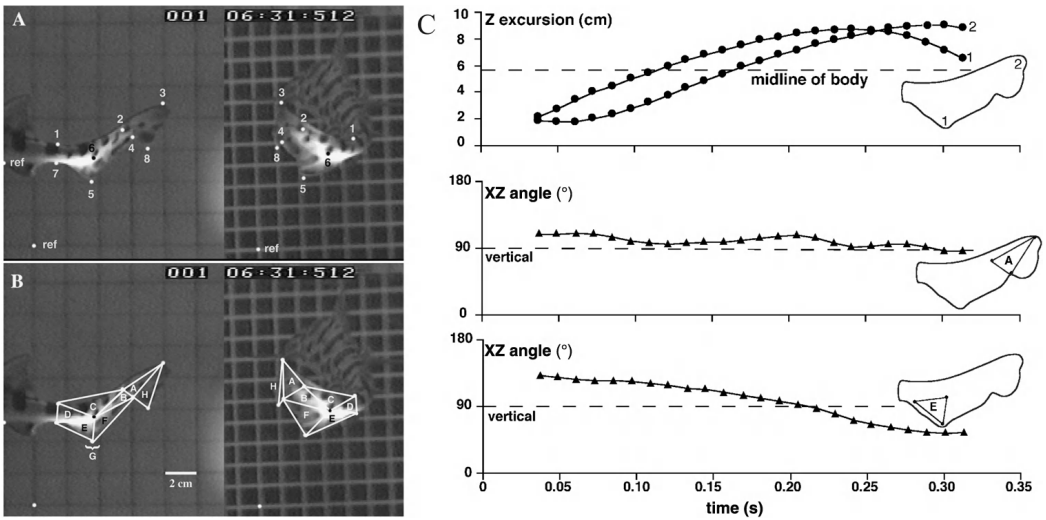 A
001
06:31:512
3
2
1
6
4
8
7
5
ref
ref
3
2
1
4
8
6
5
ref
B
001
06:31:512
A
B
H
D
C
E
F
G
2 cm
H
A
B
C
D
F
E
C
Z excursion (cm)
10
8
6
4
2
0
midline of body
2
1
2
1
XZ angle (°)
180
90
0
vertical
A
XZ angle (°)
180
90
0
vertical
E
0 0.05 0.10 0.15 0.20 0.25 0.30 0.35
time (s)